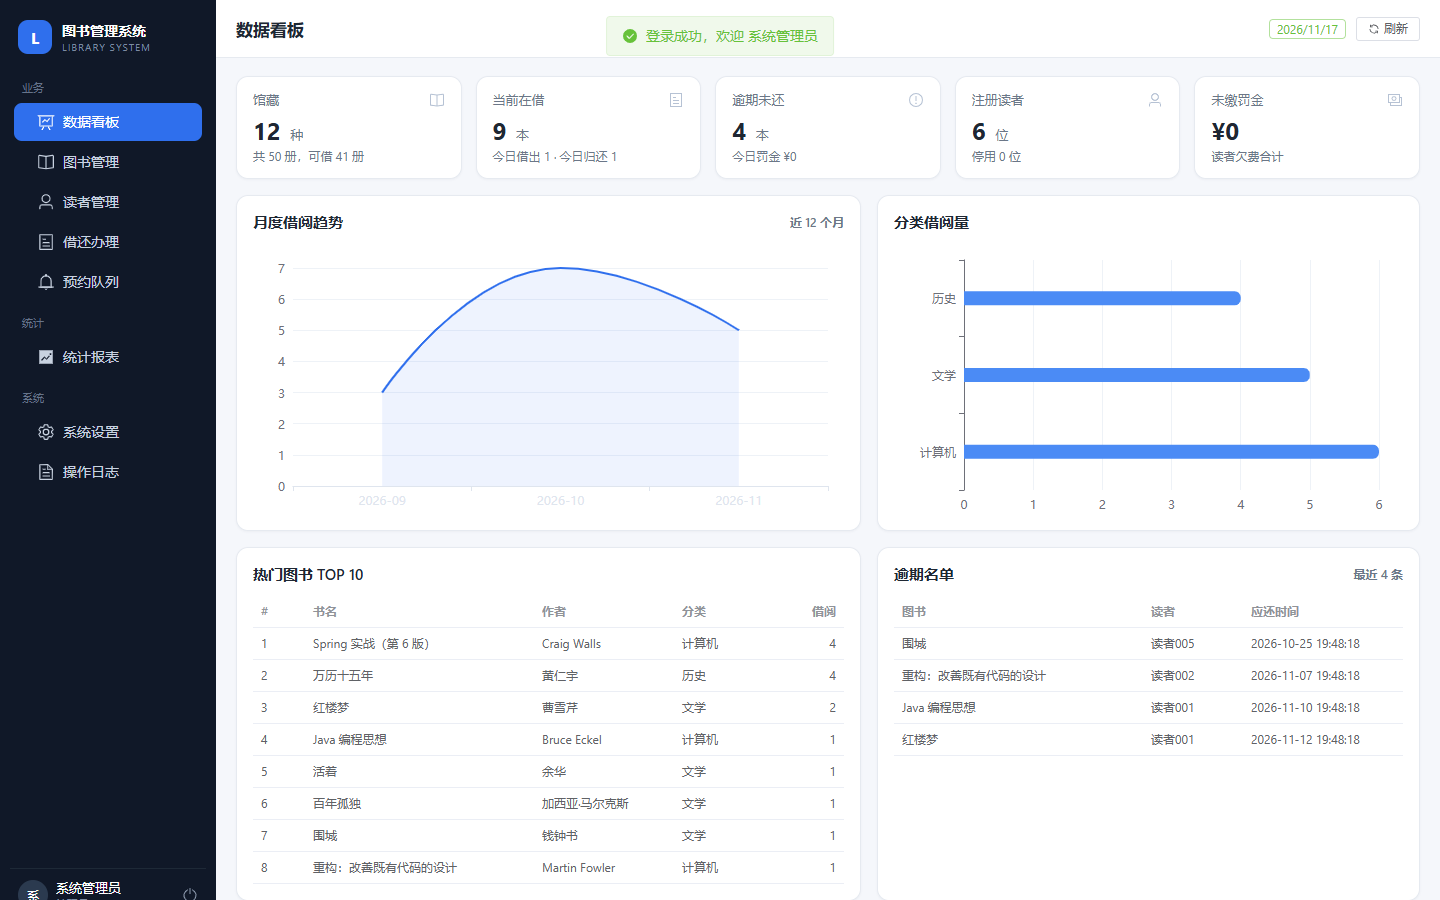 L
图书管理系统
LIBRARY SYSTEM
业务
数据看板
图书管理
读者管理
借还办理
预约队列
统计
统计报表
系统
系统设置
操作日志
系
系统管理员
数据看板
登录成功，欢迎 系统管理员
2026/11/17
刷新
馆藏
12 种
共 50 册，可借 41 册
当前在借
9 本
今日借出 1 · 今日归还 1
逾期未还
4 本
今日罚金 ¥0
注册读者
6 位
停用 0 位
未缴罚金
¥0
读者欠费合计
月度借阅趋势
近 12 个月
7
6
5
4
3
2
1
0
2026-09 2026-10 2026-11
分类借阅量
历史
文学
计算机
0 1 2 3 4 5 6
热门图书 TOP 10
# 书名 作者 分类 借阅
1 Spring 实战（第 6 版） Craig Walls 计算机 4
2 万历十五年 黄仁宇 历史 4
3 红楼梦 曹雪芹 文学 2
4 Java 编程思想 Bruce Eckel 计算机 1
5 活着 余华 文学 1
6 百年孤独 加西亚·马尔克斯 文学 1
7 围城 钱钟书 文学 1
8 重构：改善既有代码的设计 Martin Fowler 计算机 1
逾期名单
最近 4 条
图书 读者 应还时间
围城 读者005 2026-10-25 19:48:18
重构：改善既有代码的设计 读者002 2026-11-07 19:48:18
Java 编程思想 读者001 2026-11-10 19:48:18
红楼梦 读者001 2026-11-12 19:48:18